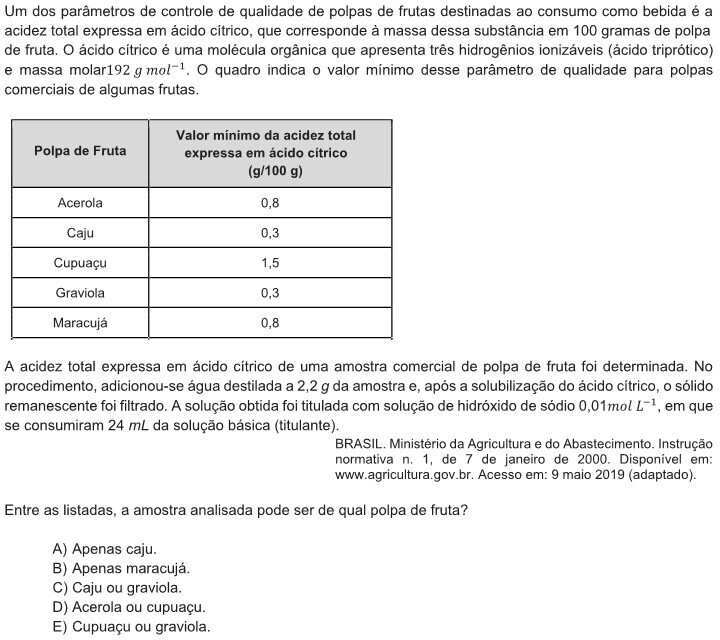 Um dos parâmetros de controle de qualidade de polpas de frutas destinadas ao consumo como bebida é a
acidez total expressa em ácido cítrico, que corresponde à massa dessa substância em 100 gramas de polpa
de fruta. O ácido cítrico é uma molécula orgânica que apresenta três hidrogênios ionizáveis (ácido triprótico)
e massa molar192 g mol⁻¹. O quadro indica o valor mínimo desse parâmetro de qualidade para polpas
comerciais de algumas frutas.
Polpa de Fruta
Valor mínimo da acidez total
expressa em ácido cítrico
(g/100 g)
Acerola 0,8
Caju 0,3
Cupuaçu 1,5
Graviola 0,3
Maracujá 0,8
A acidez total expressa em ácido cítrico de uma amostra comercial de polpa de fruta foi determinada. No
procedimento, adicionou-se água destilada a 2,2 g da amostra e, após a solubilização do ácido cítrico, o sólido
remanescente foi filtrado. A solução obtida foi titulada com solução de hidróxido de sódio 0,01mol L⁻¹, em que
se consumiram 24 mL da solução básica (titulante).
BRASIL. Ministério da Agricultura e do Abastecimento. Instrução
normativa n. 1, de 7 de janeiro de 2000. Disponível em:
www.agricultura.gov.br. Acesso em: 9 maio 2019 (adaptado).
Entre as listadas, a amostra analisada pode ser de qual polpa de fruta?
A) Apenas caju.
B) Apenas maracujá.
C) Caju ou graviola.
D) Acerola ou cupuaçu.
E) Cupuaçu ou graviola.